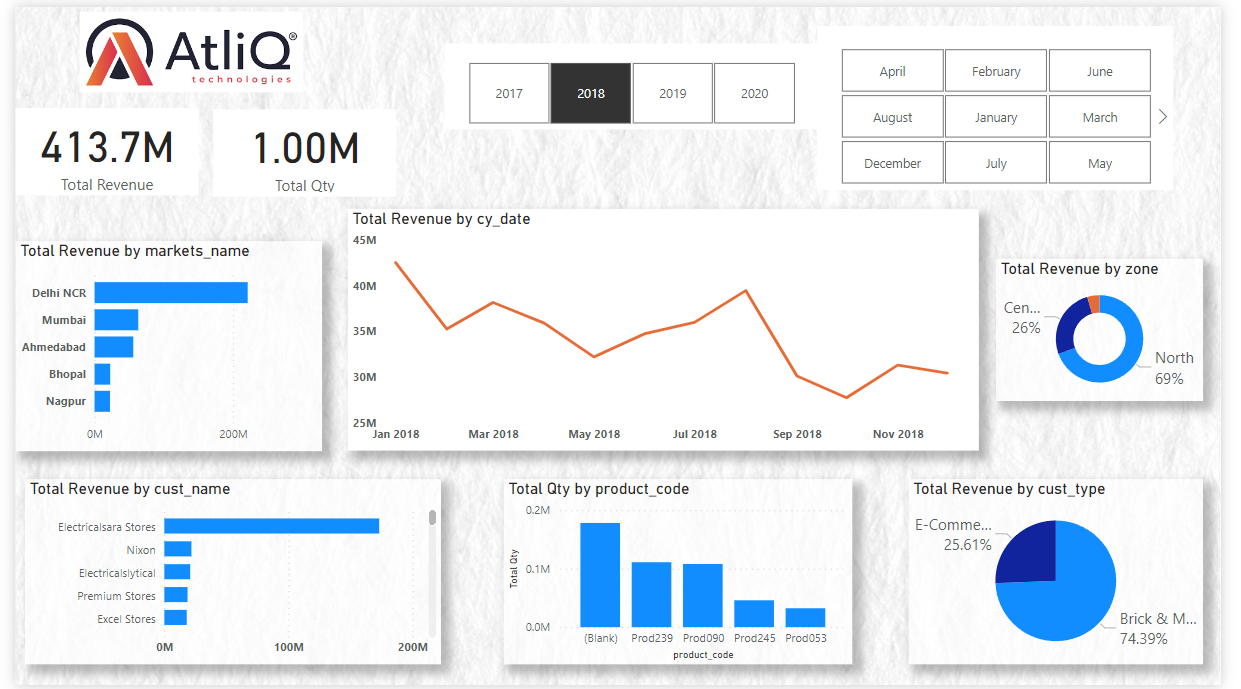 AtliQ®
technologies
2017 2018 2019 2020
April February June
August January March
December July May
413.7M
Total Revenue
1.00M
Total Qty
Total Revenue by markets_name
Delhi NCR
Mumbai
Ahmedabad
Bhopal
Nagpur
0M 200M
Total Revenue by cy_date
45M
40M
35M
30M
25M
Jan 2018 Mar 2018 May 2018 Jul 2018 Sep 2018 Nov 2018
Total Revenue by zone
Cen...
26%
North
69%
Total Revenue by cust_name
Electricalsara Stores
Nixon
Electricalslytical
Premium Stores
Excel Stores
0M 100M 200M
Total Qty by product_code
0.2M
0.1M
0.0M
Total Qty
(Blank) Prod239 Prod090 Prod245 Prod053
product_code
Total Revenue by cust_type
E-Comme...
25.61%
Brick & M...
74.39%